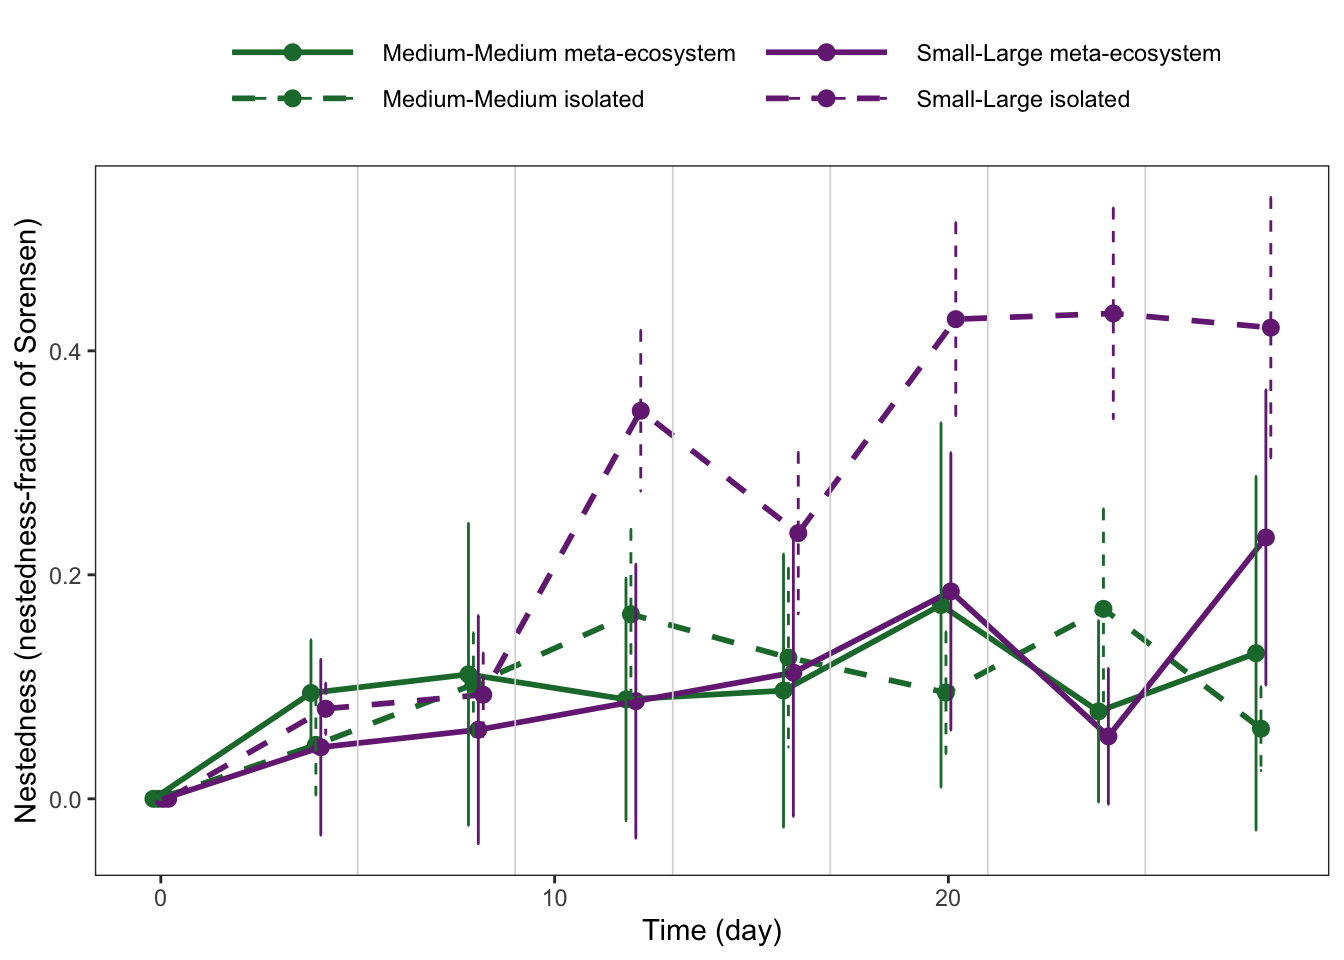 Medium-Medium meta-ecosystem
Small-Large meta-ecosystem
Medium-Medium isolated
Small-Large isolated
Nestedness (nestedness-fraction of Sorensen)
0.4
0.2
0.0
0
10
20
Time (day)